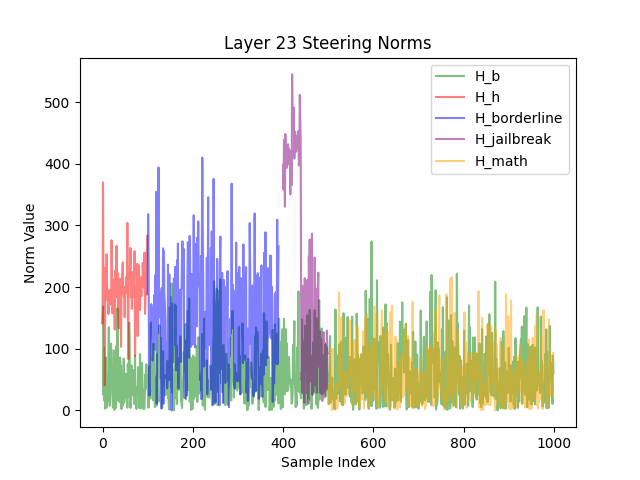 Layer 23 Steering Norms
Norm Value
500
400
300
200
100
0
H_b
H_h
H_borderline
H_jailbreak
H_math
0 200 400 600 800 1000
Sample Index